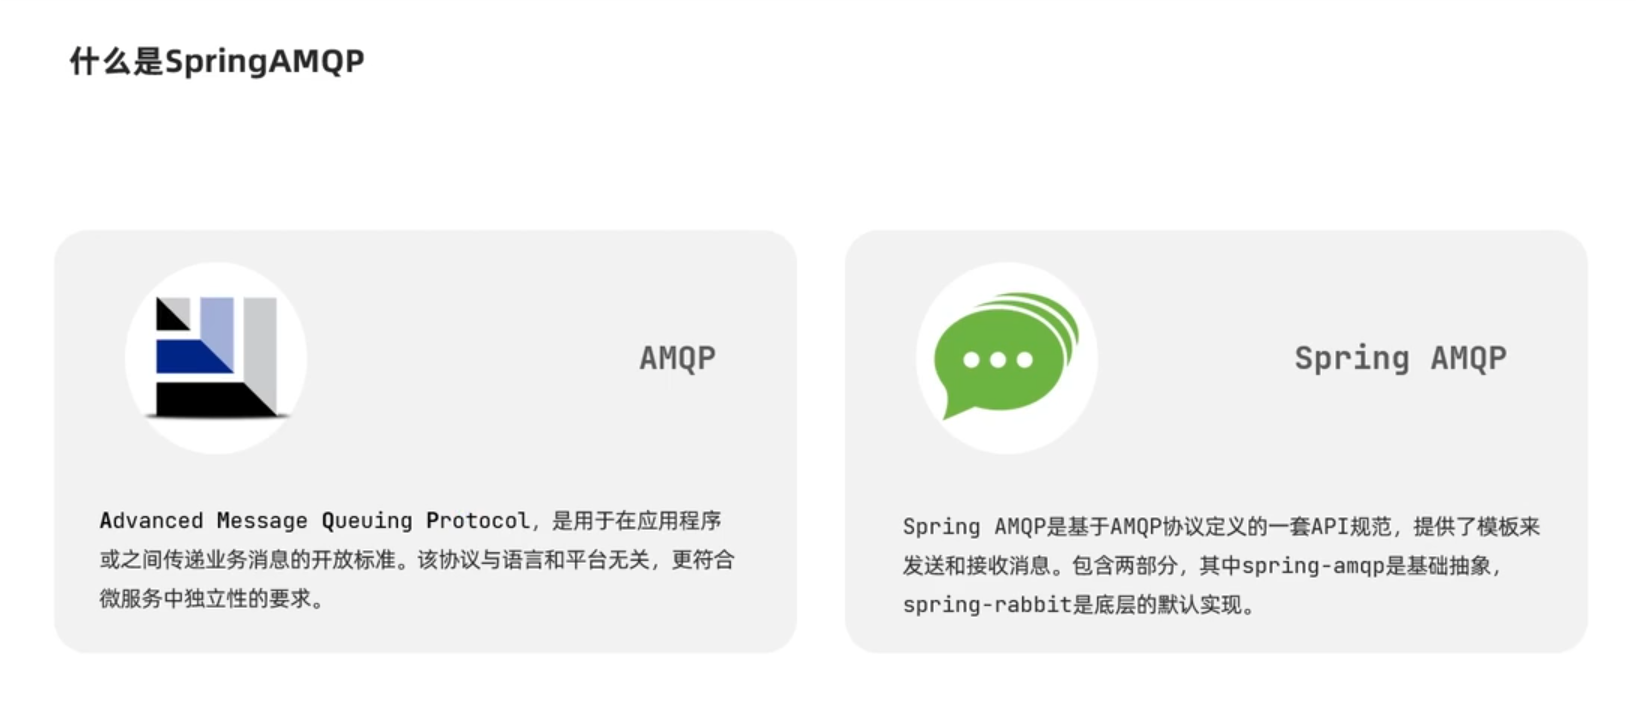 什么是SpringAMQP
AMQP
Advanced Message Queuing Protocol，是用于在应用程序
或之间传递业务消息的开放标准。该协议与语言和平台无关，更符合
微服务中独立性的要求。
Spring AMQP
Spring AMQP是基于AMQP协议定义的一套API规范，提供了模板来
发送和接收消息。包含两部分，其中spring-amqp是基础抽象，
spring-rabbit是底层的默认实现。